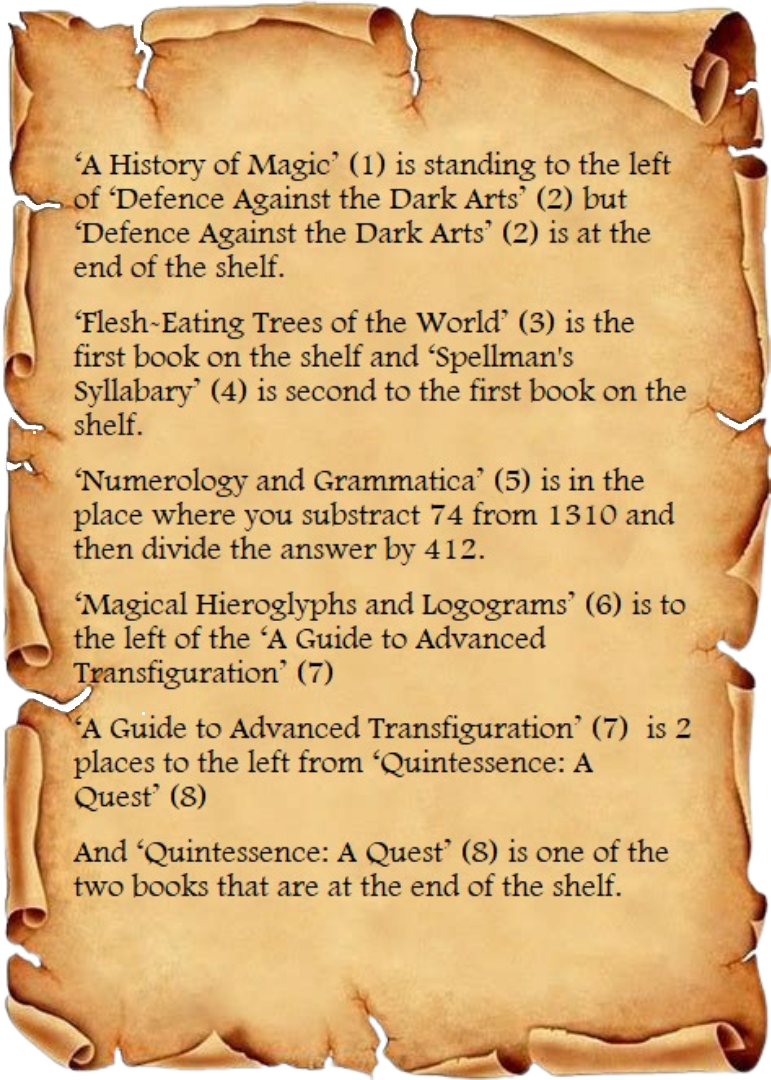 ‘A History of Magic’ (1) is standing to the left
of ‘Defence Against the Dark Arts’ (2) but
‘Defence Against the Dark Arts’ (2) is at the
end of the shelf.
‘Flesh-Eating Trees of the World’ (3) is the
first book on the shelf and ‘Spellman's
Syllabary’ (4) is second to the first book on the
shelf.
‘Numerology and Grammatica’ (5) is in the
place where you substract 74 from 1310 and
then divide the answer by 412.
‘Magical Hieroglyphs and Logograms’ (6) is to
the left of the ‘A Guide to Advanced
Transfiguration’ (7)
‘A Guide to Advanced Transfiguration’ (7) is 2
places to the left from ‘Quintessence: A
Quest’ (8)
And ‘Quintessence: A Quest’ (8) is one of the
two books that are at the end of the shelf.